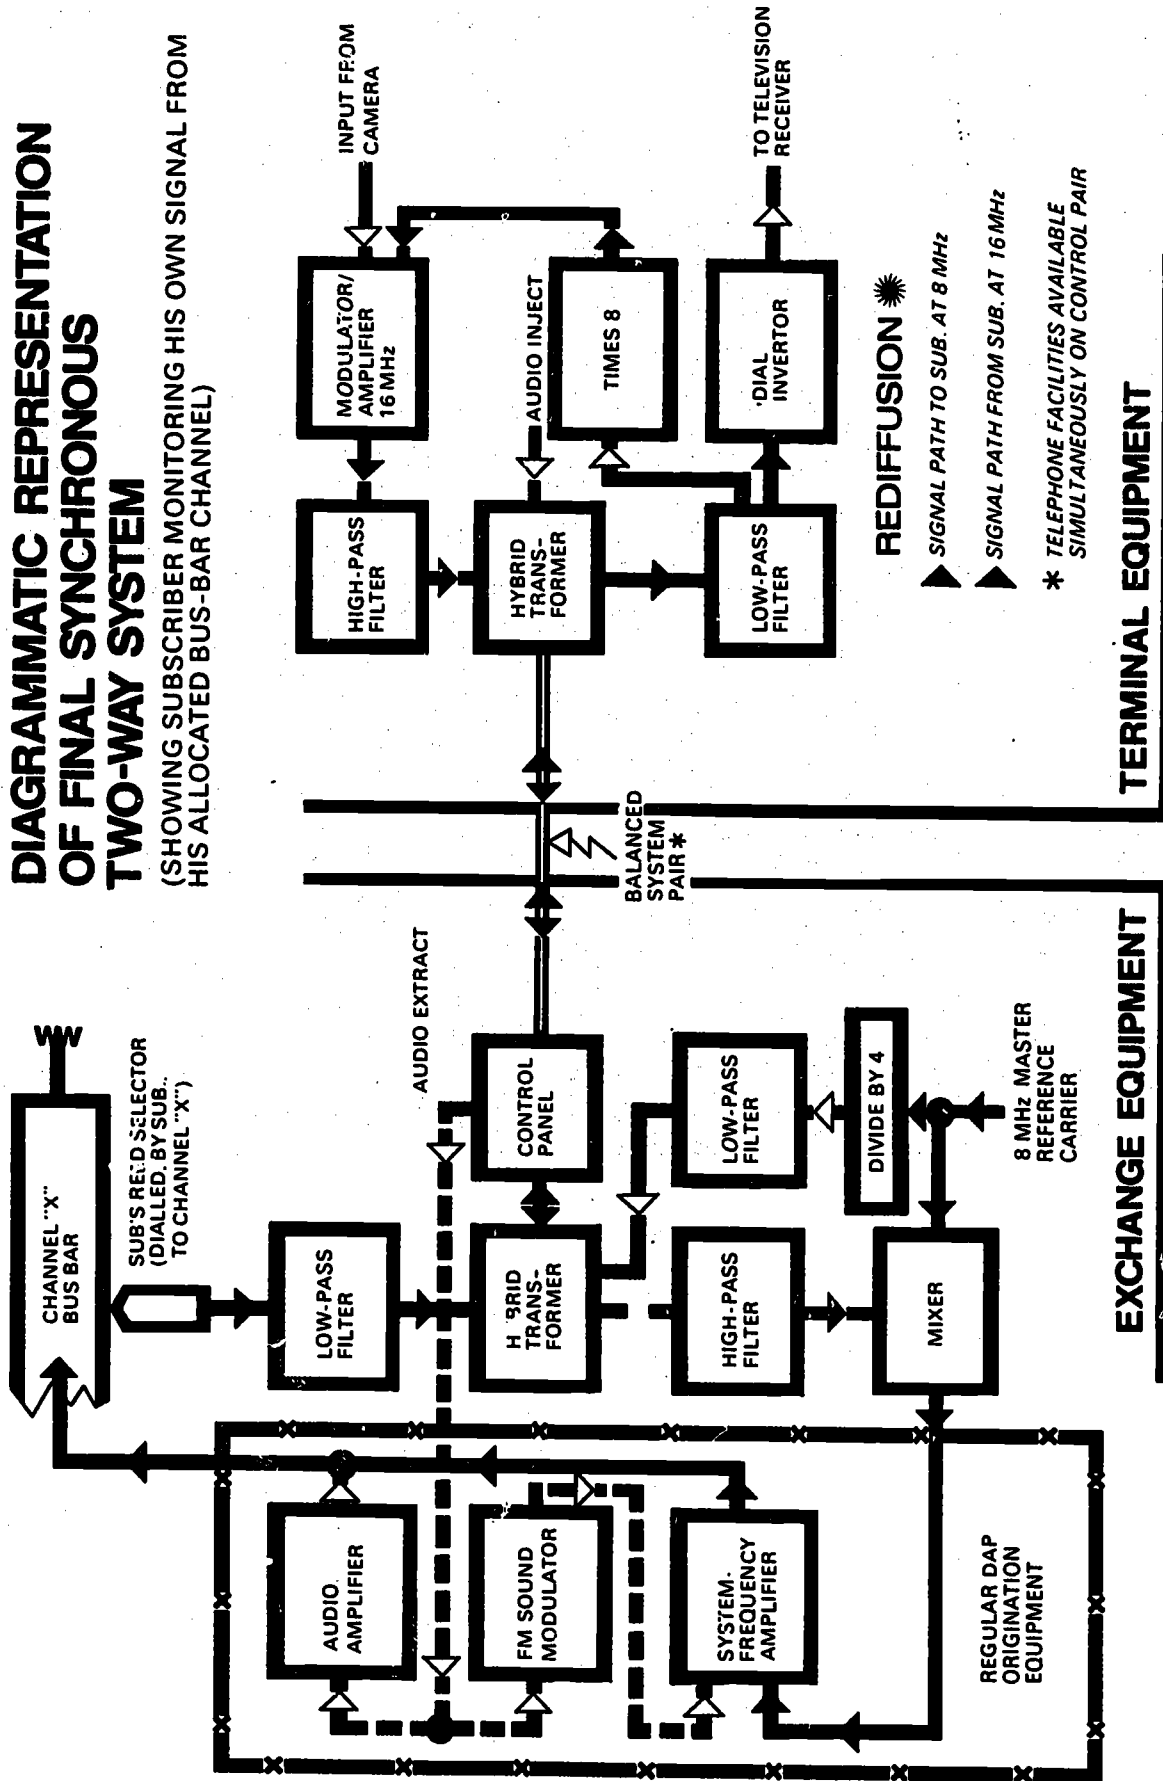 DIAGRAMMATIC REPRESENTATION
OF FINAL SYNCHRONOUS
TWO-WAY SYSTEM
(SHOWING SUBSCRIBER MONITORING HIS OWN SIGNAL FROM
HIS ALLOCATED BUS-BAR CHANNEL)
CHANNEL "X"
BUS BAR
SUB'S REED SELECTOR
(DIALLED. BY SUB..
TO CHANNEL "X")
LOW-PASS
FILTER
AUDIO EXTRACT
CONTROL
PANEL
H BRID
TRANS-
FORMER
LOW-PASS
FILTER
HIGH-PASS
FILTER
DIVIDE BY 4
MIXER
8 MHz MASTER
REFERENCE
CARRIER
AUDIO
AMPLIFIER
FM SOUND
MODULATOR
SYSTEM-
FREQUENCY
AMPLIFIER
REGULAR DAP
ORIGINATION
EQUIPMENT
EXCHANGE EQUIPMENT
BALANCED
SYSTEM
PAIR*
INPUT FROM
CAMERA
MODULATOR/
AMPLIFIER
16 MHz
HIGH-PASS
FILTER
AUDIO INJECT
HYBRID
TRANS-
FORMER
TIMES 8
LOW-PASS
FILTER
DIAL
INVERTOR
TO TELEVISION
RECEIVER
REDIFFUSION
SIGNAL PATH TO SUB. AT 8 MHz
SIGNAL PATH FROM SUB. AT 16 MHz
* TELEPHONE FACILITIES AVAILABLE
SIMULTANEOUSLY ON CONTROL PAIR
TERMINAL EQUIPMENT